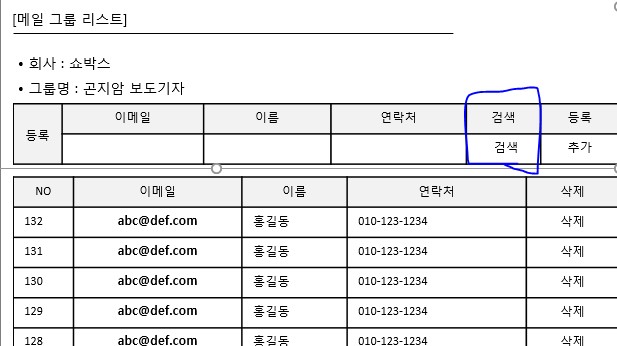 [메일 그룹 리스트]
• 회사 : 쇼박스
• 그룹명 : 곤지암 보도기자
등록 이메일 이름 연락처 검색 등록
검색 추가
NO 이메일 이름 연락처 삭제
132 abc@def.com 홍길동 010-123-1234 삭제
131 abc@def.com 홍길동 010-123-1234 삭제
130 abc@def.com 홍길동 010-123-1234 삭제
129 abc@def.com 홍길동 010-123-1234 삭제
128 abc@def.com 홍길동 010-123-1234 삭제